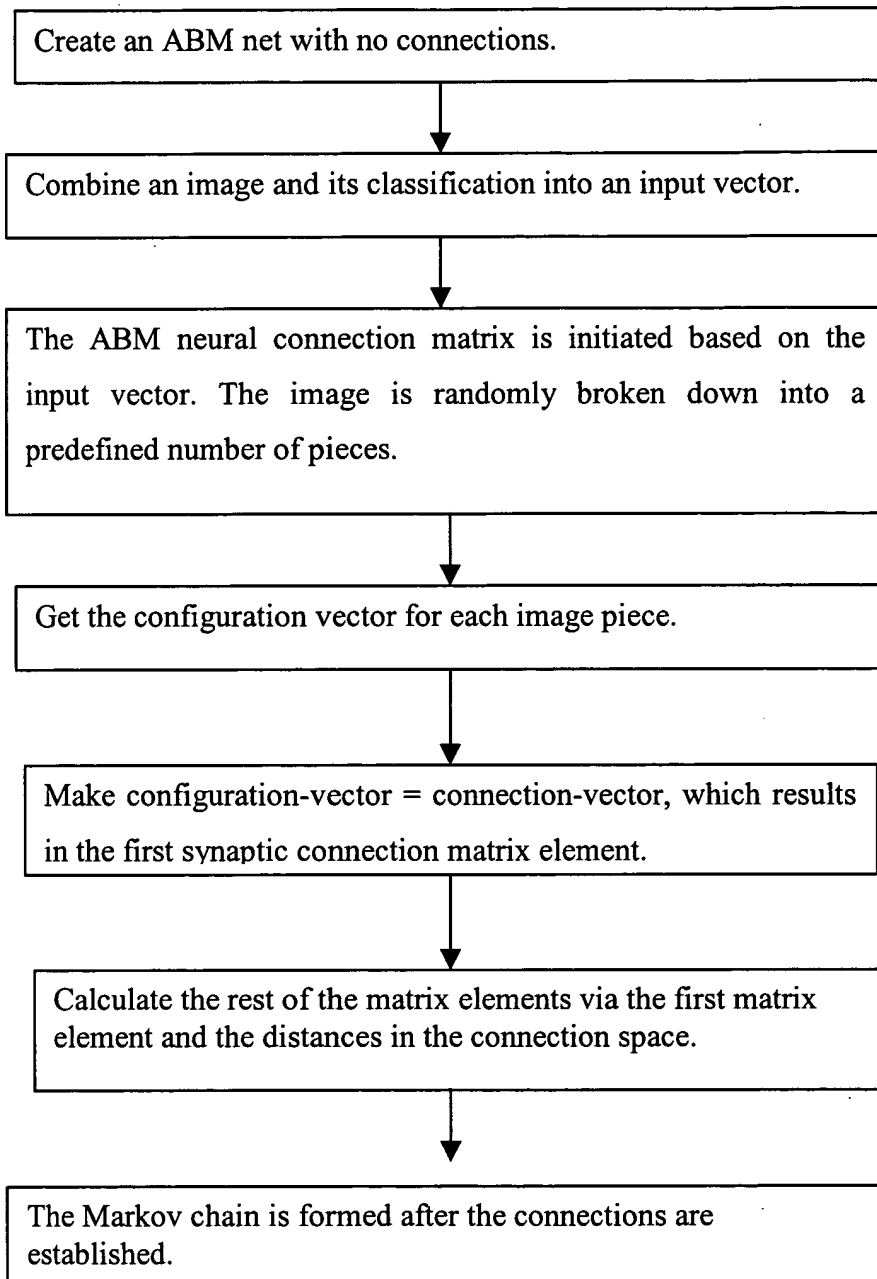 Create an ABM net with no connections.
Combine an image and its classification into an input vector.
The ABM neural connection matrix is initiated based on the
input vector. The image is randomly broken down into a
predefined number of pieces.
Get the configuration vector for each image piece.
Make configuration-vector = connection-vector, which results
in the first synaptic connection matrix element.
Calculate the rest of the matrix elements via the first matrix
element and the distances in the connection space.
The Markov chain is formed after the connections are
established.